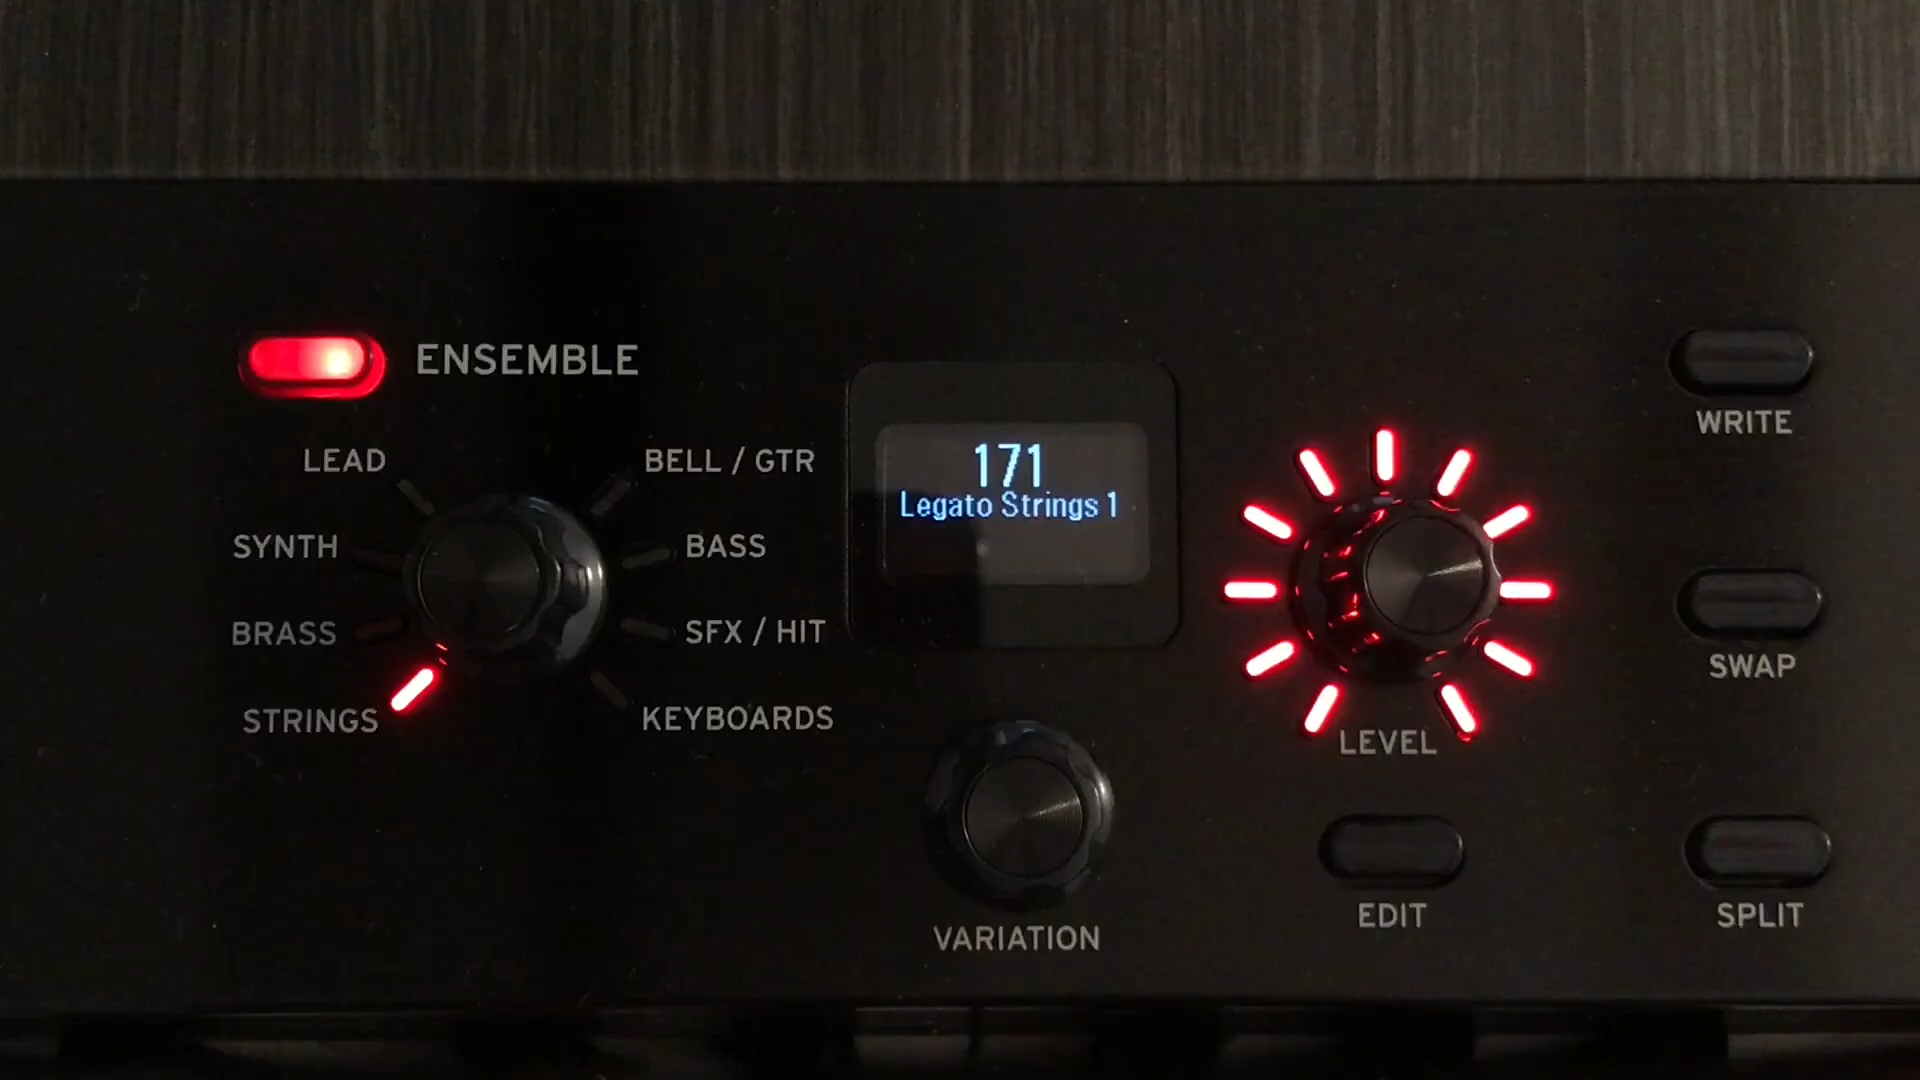 ENSEMBLE
LEAD
SYNTH
BRASS
STRINGS
BELL / GTR
BASS
SFX / HIT
KEYBOARDS
171
Legato Strings 1
VARIATION
LEVEL
EDIT
WRITE
SWAP
SPLIT